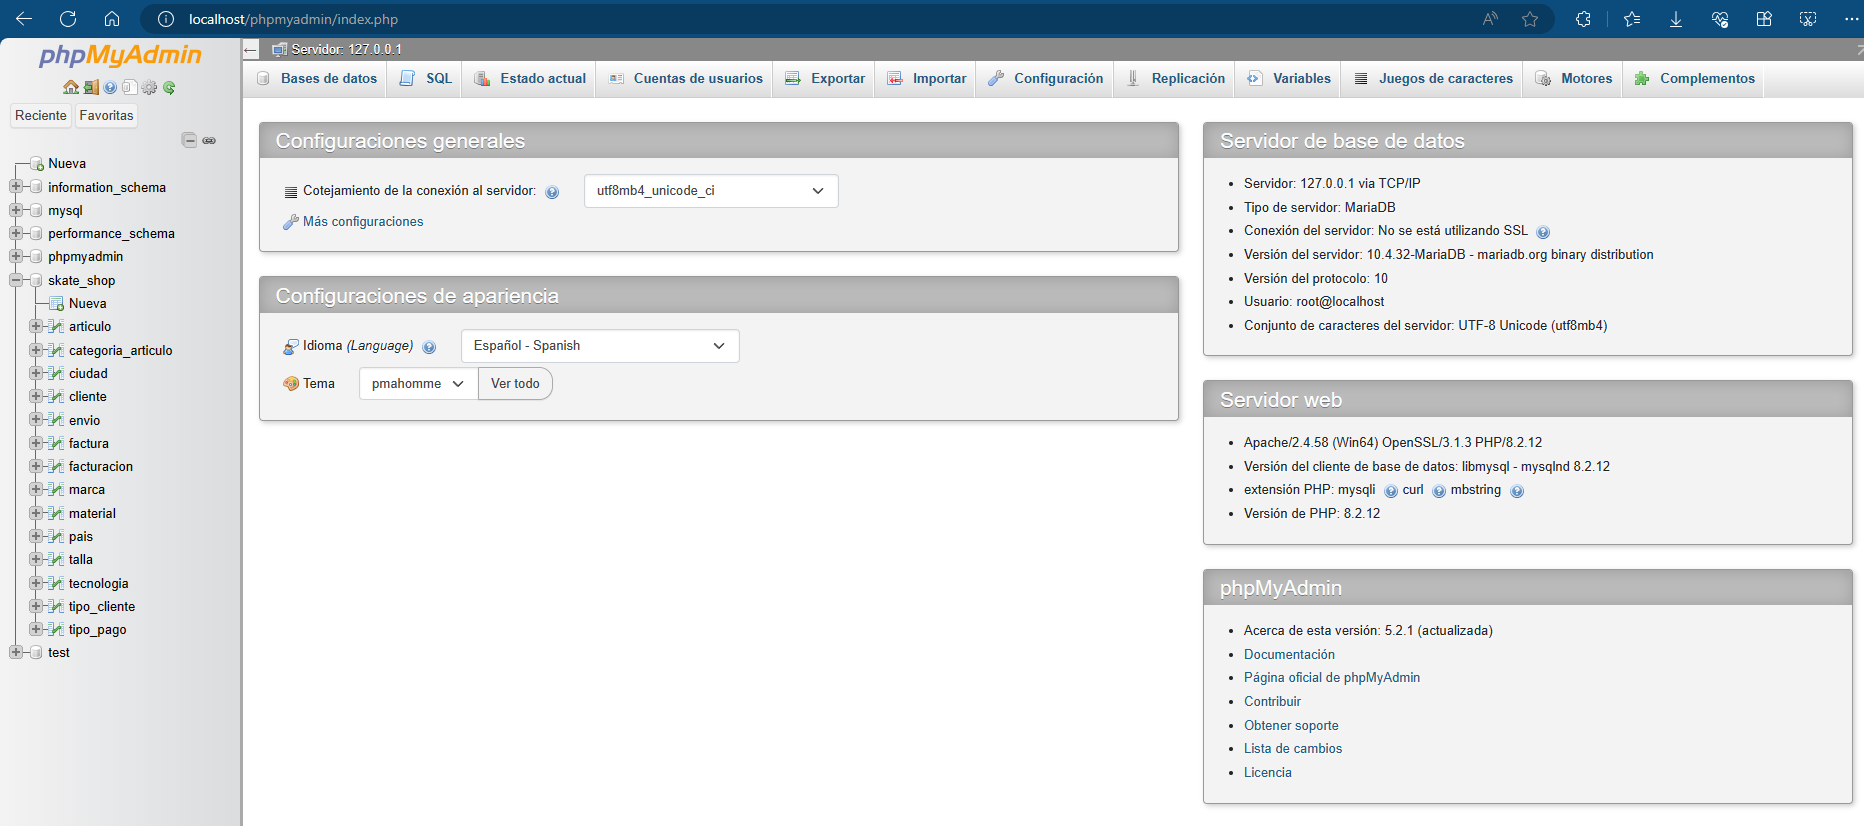 localhost/phpmyadmin/index.php
phpMyAdmin
Reciente Favoritas
Nueva
information_schema
mysql
performance_schema
phpmyadmin
skate_shop
Nueva
articulo
categoria_articulo
ciudad
cliente
envio
factura
facturacion
marca
material
pais
talla
tecnologia
tipo_cliente
tipo_pago
test
Servidor: 127.0.0.1
Bases de datos SQL Estado actual Cuentas de usuarios Exportar Importar Configuración Replicación Variables Juegos de caracteres Motores Complementos
Configuraciones generales
Cotejamiento de la conexión al servidor: utf8mb4_unicode_ci
Más configuraciones
Configuraciones de apariencia
Idioma (Language) Español - Spanish
Tema pmahomme Ver todo
Servidor de base de datos
Servidor: 127.0.0.1 via TCP/IP
Tipo de servidor: MariaDB
Conexión del servidor: No se está utilizando SSL
Versión del servidor: 10.4.32-MariaDB - mariadb.org binary distribution
Versión del protocolo: 10
Usuario: root@localhost
Conjunto de caracteres del servidor: UTF-8 Unicode (utf8mb4)
Servidor web
Apache/2.4.58 (Win64) OpenSSL/3.1.3 PHP/8.2.12
Versión del cliente de base de datos: libmysql - mysqlnd 8.2.12
extensión PHP: mysqli curl mbstring
Versión de PHP: 8.2.12
phpMyAdmin
Acerca de esta versión: 5.2.1 (actualizada)
Documentación
Página oficial de phpMyAdmin
Contribuir
Obtener soporte
Lista de cambios
Licencia